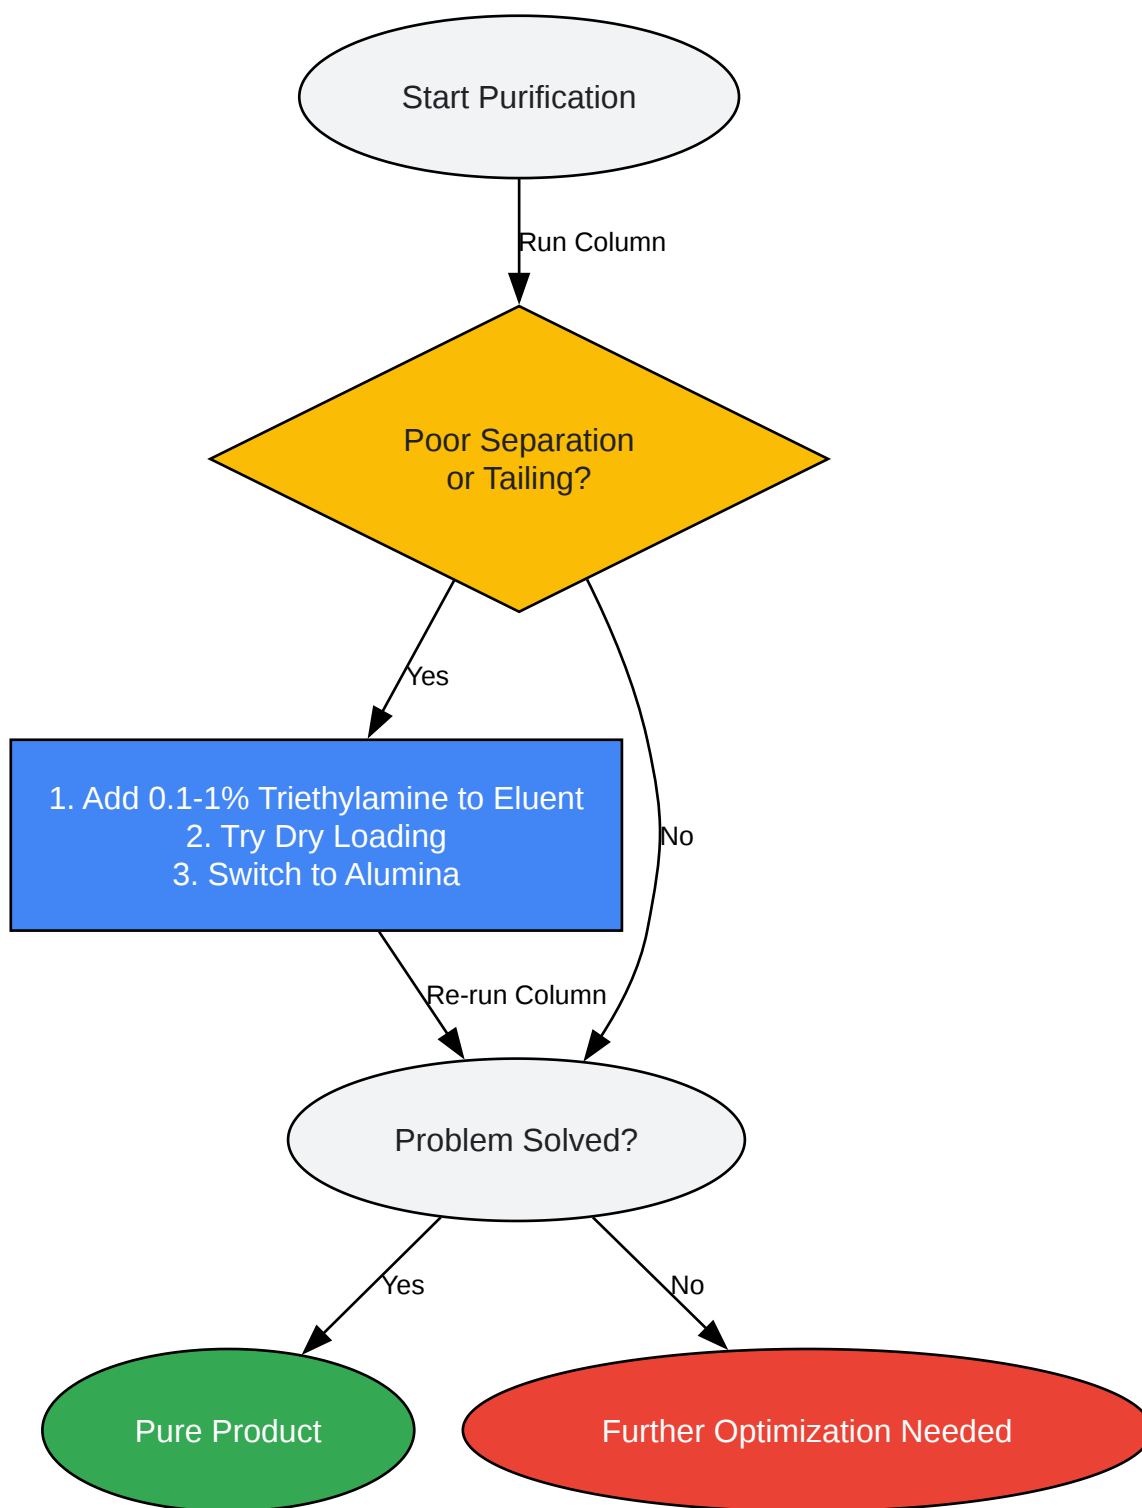 Start Purification
Run Column
Poor Separation
or Tailing?
Yes
1. Add 0.1-1% Triethylamine to Eluent
2. Try Dry Loading
3. Switch to Alumina
No
Re-run Column
Problem Solved?
Yes
No
Pure Product
Further Optimization Needed